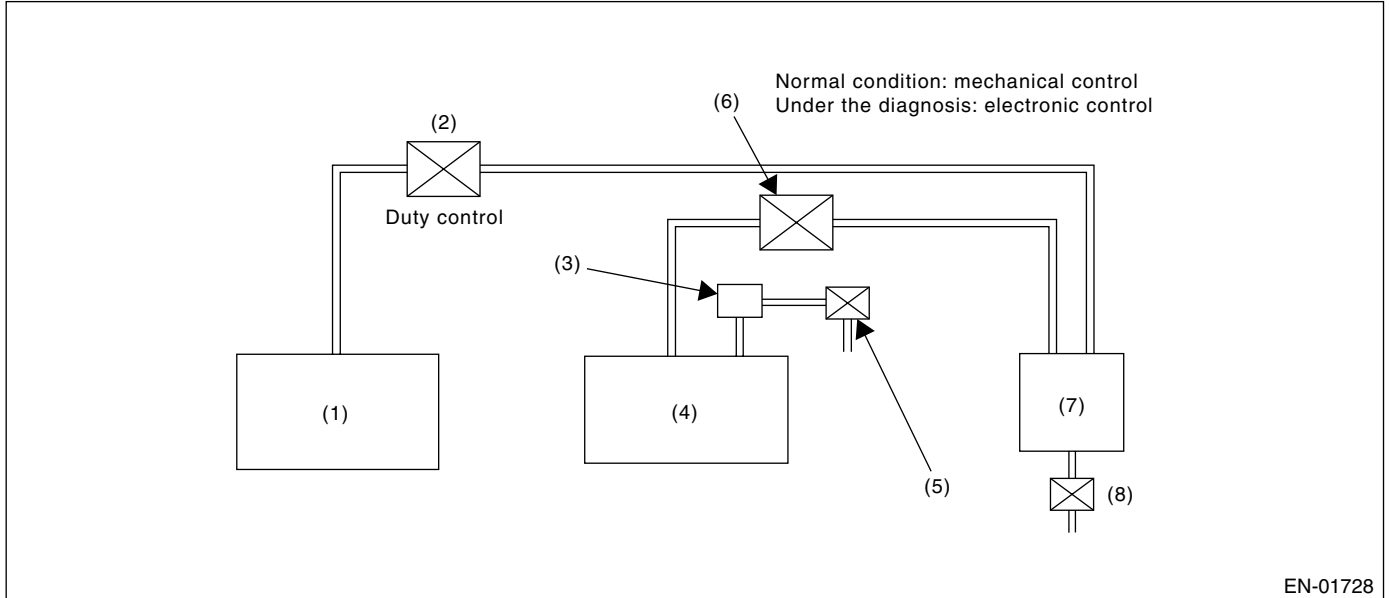 Normal condition: mechanical control
Under the diagnosis: electronic control
(6)
(2)
Duty control
(3)
(1)
(4)
(7)
(5)
(8)
EN-01728